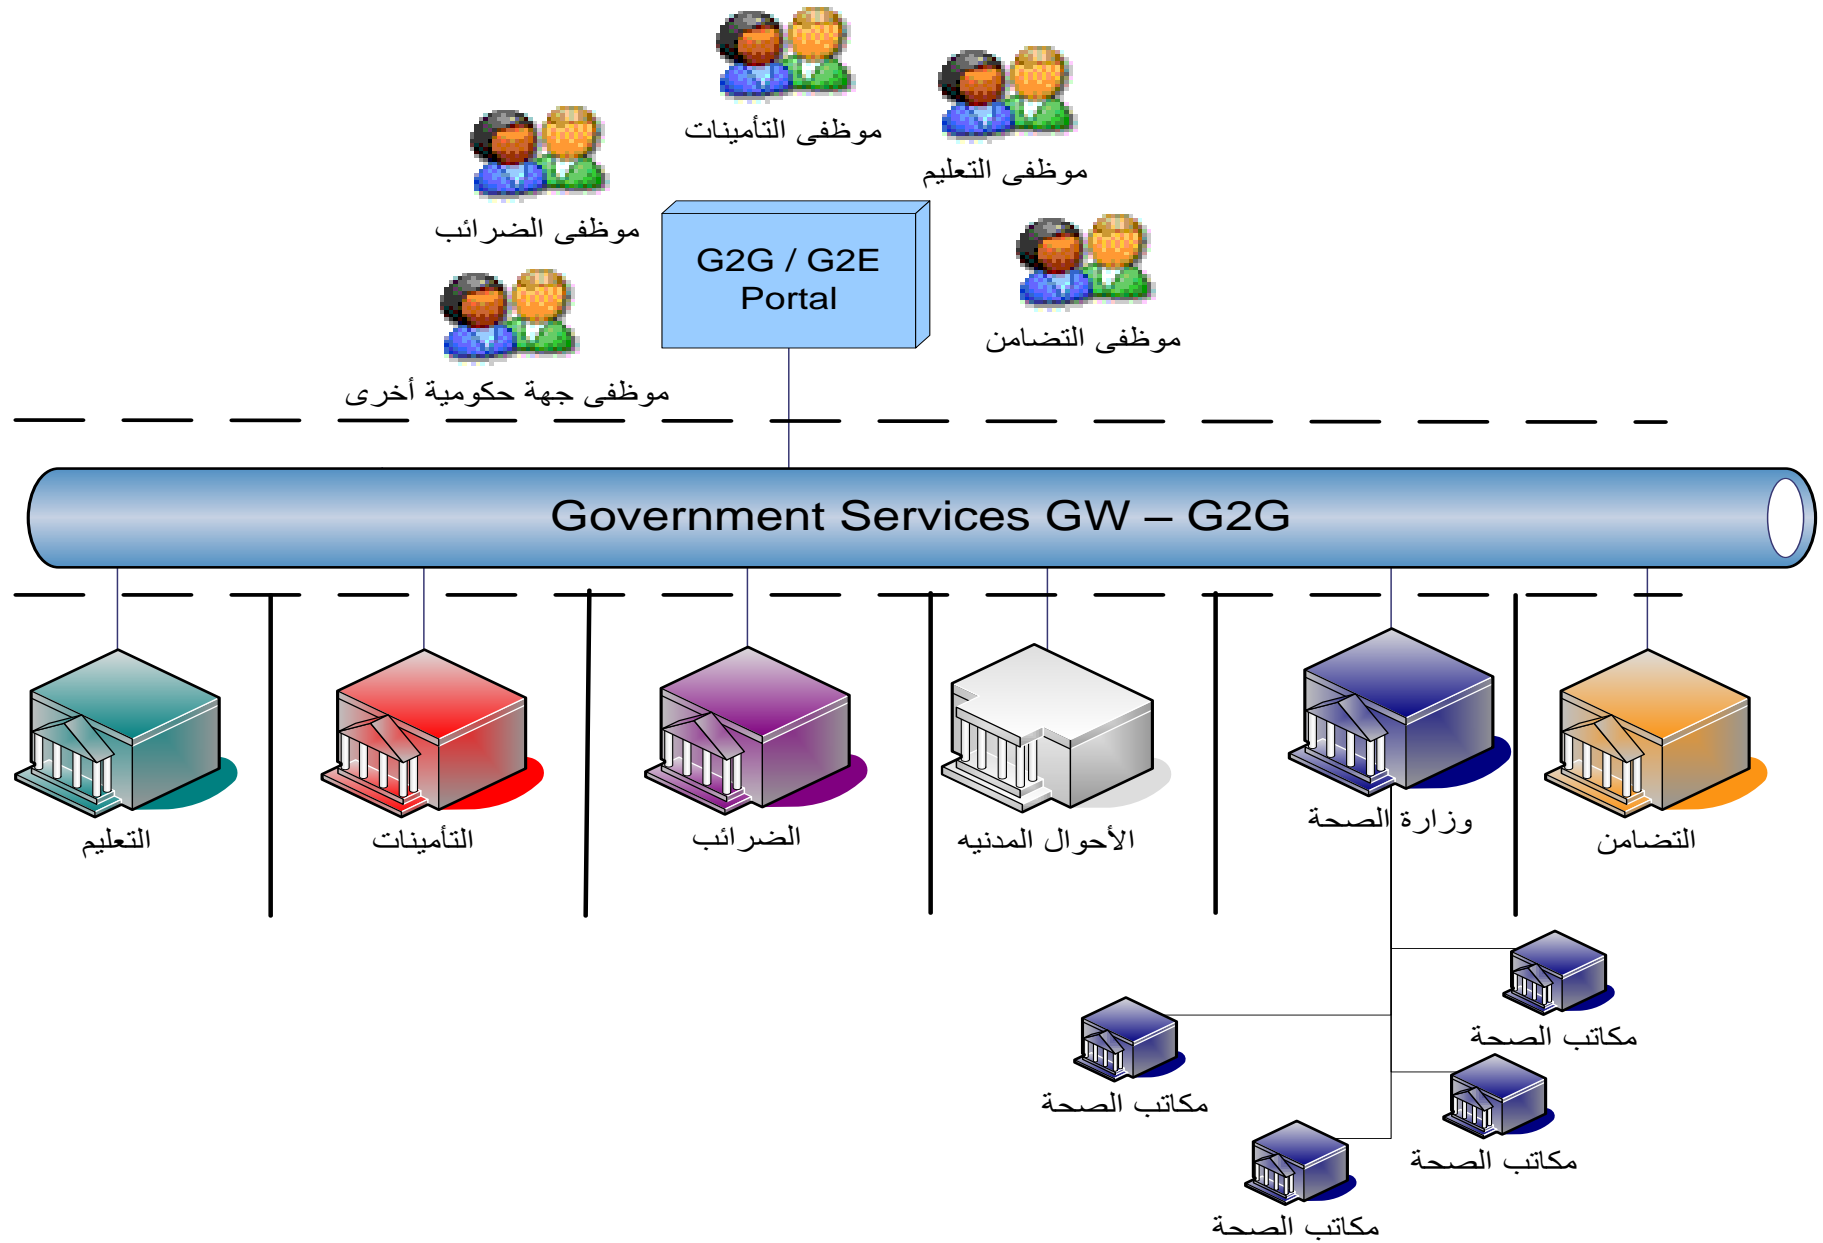 موظفى التأمينات
موظفى التعليم
موظفى الضرائب
G2G / G2E
Portal
موظفى التضامن
موظفى جهة حكومية أخرى
Government Services GW – G2G
التعليم
التأمينات
الضرائب
الأحوال المدنيه
وزارة الصحة
التضامن
مكاتب الصحة
مكاتب الصحة
مكاتب الصحة
مكاتب الصحة